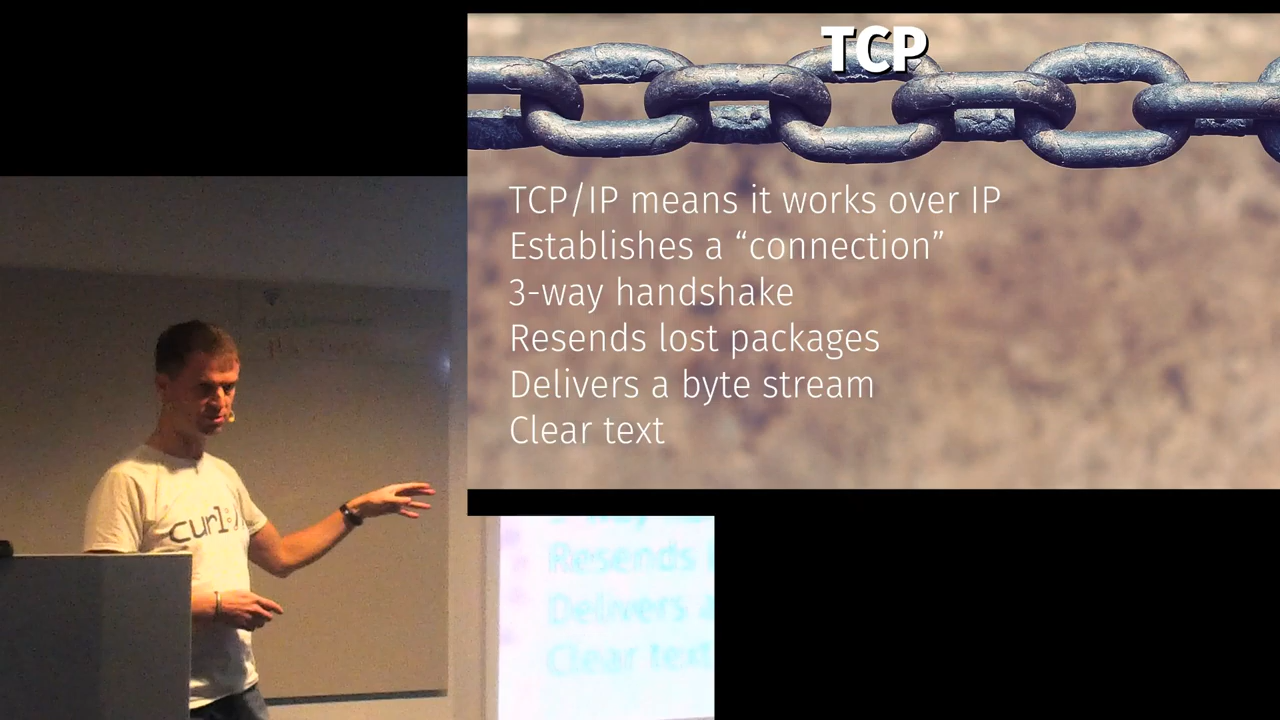 TCP
TCP/IP means it works over IP
Establishes a “connection”
3-way handshake
Resends lost packages
Delivers a byte stream
Clear text
curl:/
Resends
Delivers a
Clear text